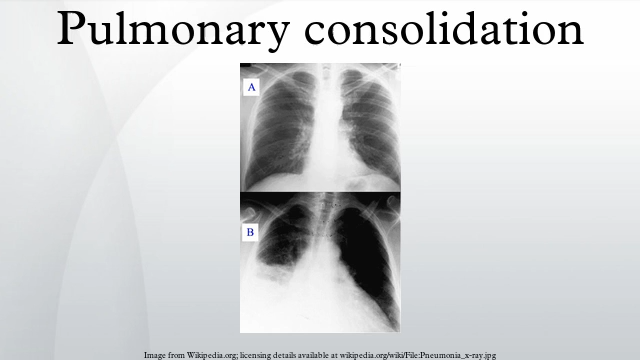 Pulmonary consolidation
A
B
Image from Wikipedia.org; licensing details available at wikipedia.org/wiki/File:Pneumonia_x-ray.jpg